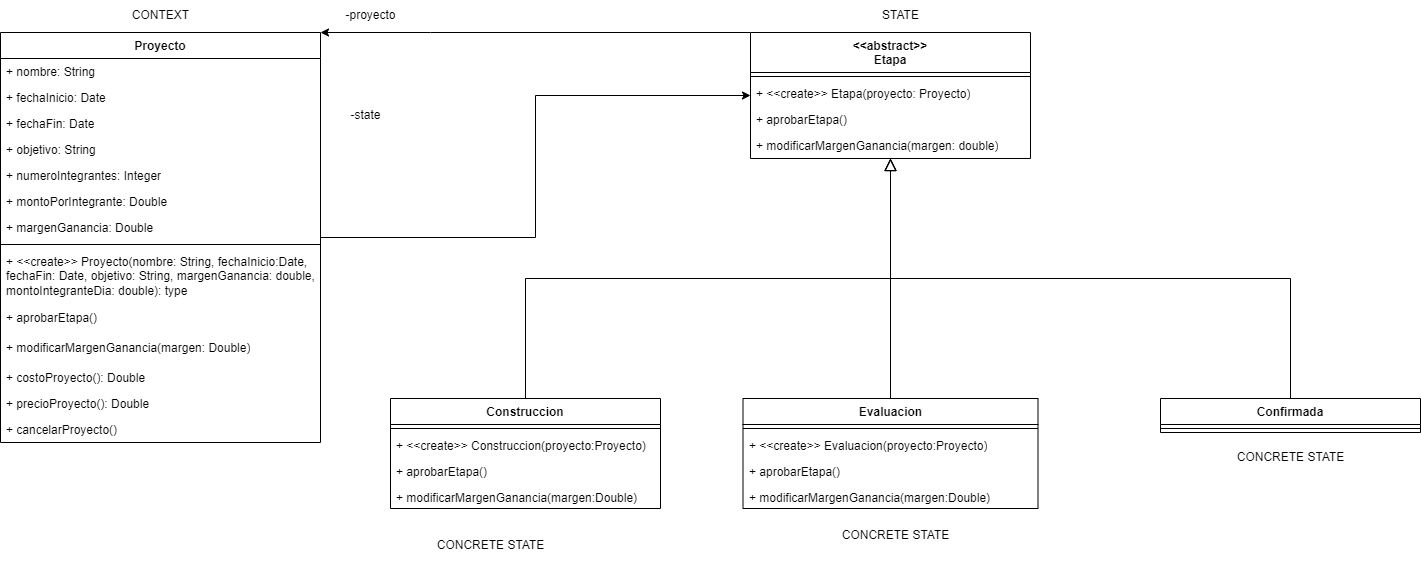 CONTEXT
-proyecto
STATE
Proyecto
+ nombre: String
+ fechaInicio: Date
+ fechaFin: Date
+ objetivo: String
+ numeroIntegrantes: Integer
+ montoPorIntegrante: Double
+ margenGanancia: Double
+ <<create>> Proyecto(nombre: String, fechaInicio:Date,
fechaFin: Date, objetivo: String, margenGanancia: double,
montoIntegranteDia: double): type
+ aprobarEtapa()
+ modificarMargenGanancia(margen: Double)
+ costoProyecto(): Double
+ precioProyecto(): Double
+ cancelarProyecto()
-state
<<abstract>>
Etapa
+ <<create>> Etapa(proyecto: Proyecto)
+ aprobarEtapa()
+ modificarMargenGanancia(margen: double)
Construccion
+ <<create>> Construccion(proyecto:Proyecto)
+ aprobarEtapa()
+ modificarMargenGanancia(margen:Double)
CONCRETE STATE
Evaluacion
+ <<create>> Evaluacion(proyecto:Proyecto)
+ aprobarEtapa()
+ modificarMargenGanancia(margen:Double)
CONCRETE STATE
Confirmada
CONCRETE STATE